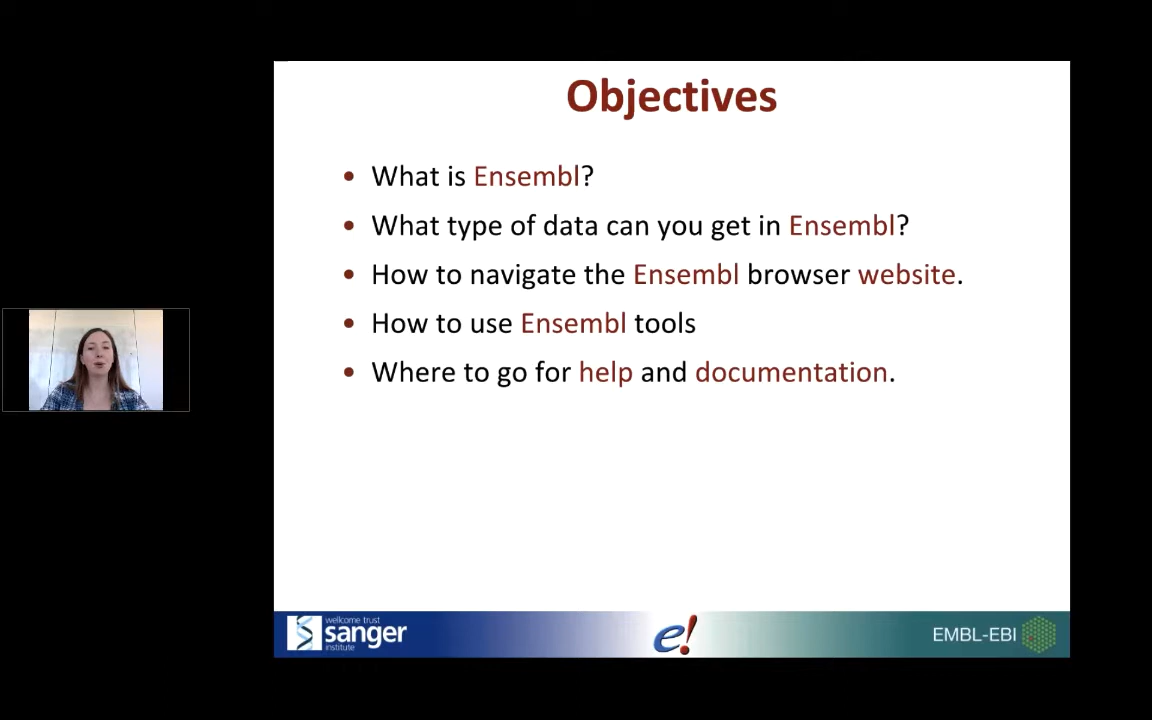 Objectives
• What is Ensembl?
• What type of data can you get in Ensembl?
• How to navigate the Ensembl browser website.
• How to use Ensembl tools
• Where to go for help and documentation.
wellcome trust
sanger
institute
e!
EMBL-EBI